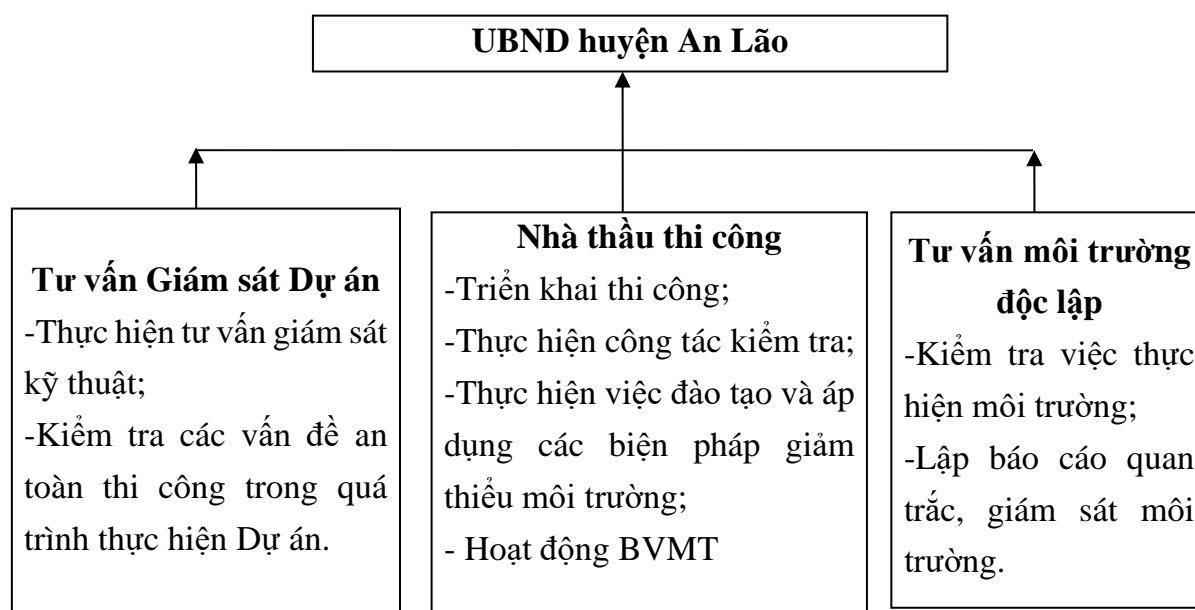 UBND huyện An Lão
Tư vấn Giám sát Dự án
-Thực hiện tư vấn giám sát
kỹ thuật;
-Kiểm tra các vấn đề an
toàn thi công trong quá
trình thực hiện Dự án.
Nhà thầu thi công
-Triển khai thi công;
-Thực hiện công tác kiểm tra;
-Thực hiện việc đào tạo và áp
dụng các biện pháp giảm
thiểu môi trường;
- Hoạt động BVMT
Tư vấn môi trường
độc lập
-Kiểm tra việc thực
hiện môi trường;
-Lập báo cáo quan
trắc, giám sát môi
trường.